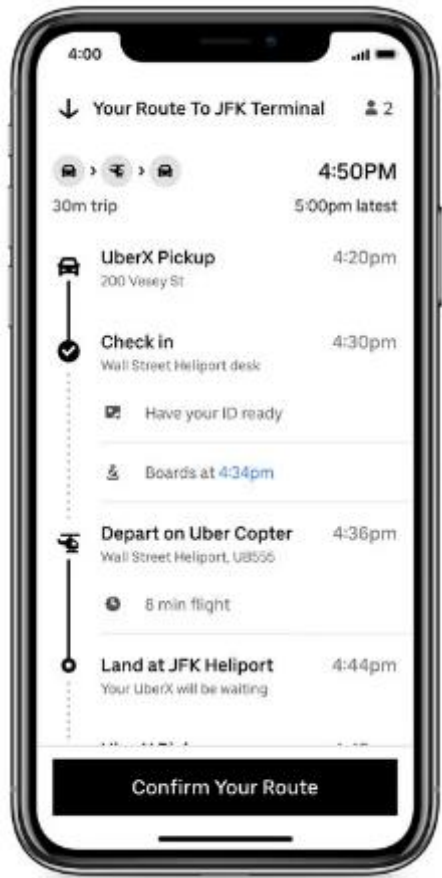 4:00
Your Route To JFK Terminal 2
4:50PM
30m trip 5:00pm latest
UberX Pickup 4:20pm
200 Vesey St
Check in 4:30pm
Wall Street Heliport desk
Have your ID ready
Boards at 4:34pm
Depart on Uber Copter 4:36pm
Wall Street Heliport, UB555
8 min flight
Land at JFK Heliport 4:44pm
Your UberX will be waiting
Confirm Your Route